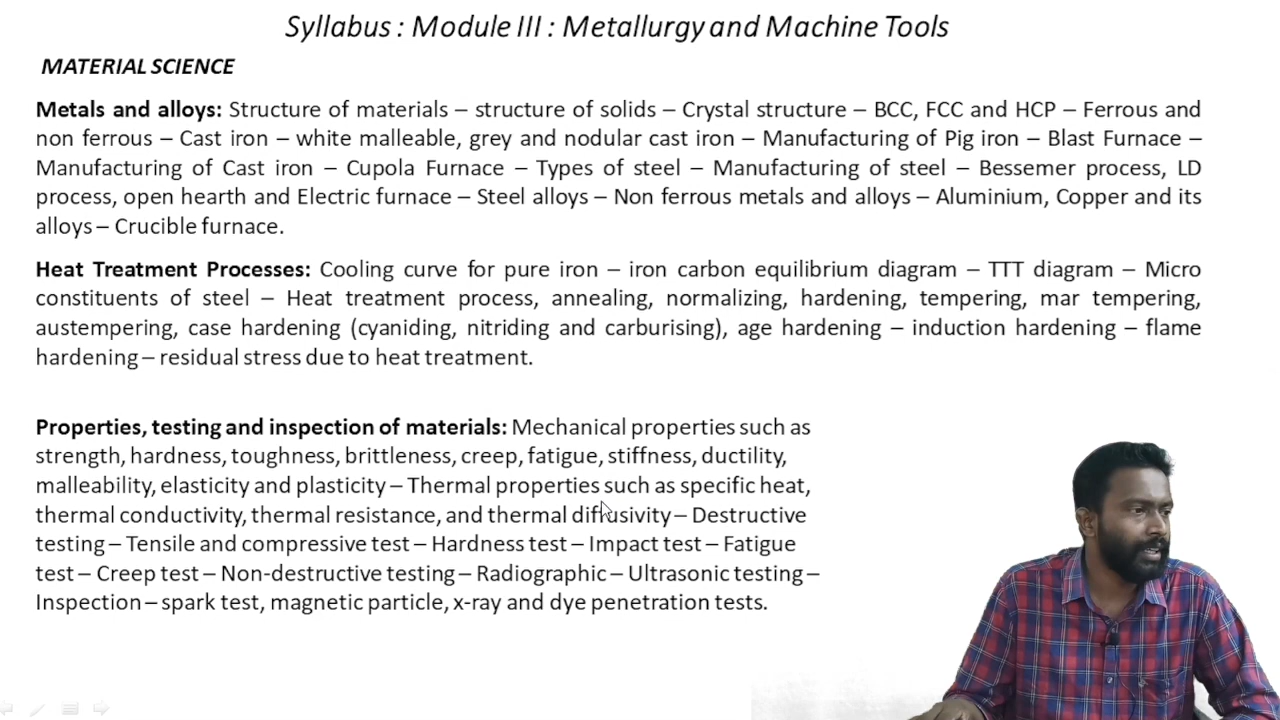 Syllabus : Module III : Metallurgy and Machine Tools
MATERIAL SCIENCE
Metals and alloys: Structure of materials – structure of solids – Crystal structure – BCC, FCC and HCP – Ferrous and
non ferrous – Cast iron – white malleable, grey and nodular cast iron – Manufacturing of Pig iron – Blast Furnace –
Manufacturing of Cast iron – Cupola Furnace – Types of steel – Manufacturing of steel – Bessemer process, LD
process, open hearth and Electric furnace – Steel alloys – Non ferrous metals and alloys – Aluminium, Copper and its
alloys – Crucible furnace.
Heat Treatment Processes: Cooling curve for pure iron – iron carbon equilibrium diagram – TTT diagram – Micro
constituents of steel – Heat treatment process, annealing, normalizing, hardening, tempering, mar tempering,
austempering, case hardening (cyaniding, nitriding and carburising), age hardening – induction hardening – flame
hardening – residual stress due to heat treatment.
Properties, testing and inspection of materials: Mechanical properties such as
strength, hardness, toughness, brittleness, creep, fatigue, stiffness, ductility,
malleability, elasticity and plasticity – Thermal properties such as specific heat,
thermal conductivity, thermal resistance, and thermal diffusivity – Destructive
testing – Tensile and compressive test – Hardness test – Impact test – Fatigue
test – Creep test – Non-destructive testing – Radiographic – Ultrasonic testing –
Inspection – spark test, magnetic particle, x-ray and dye penetration tests.